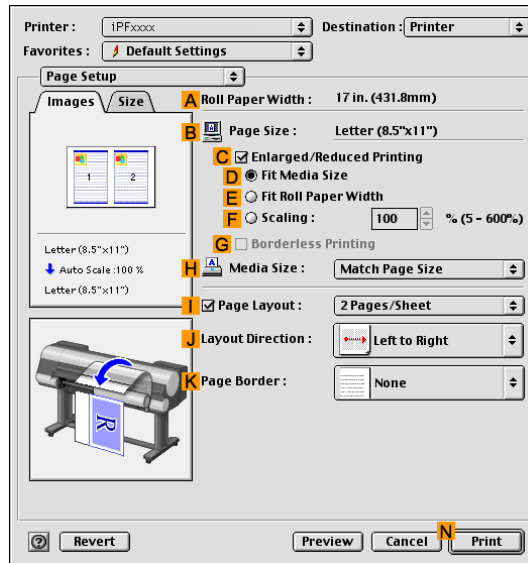 Printer : iPFxxxx Destination : Printer
Favorites : Default Settings
Page Setup
Images Size
1 2
Letter (8.5"x11")
Auto Scale :100 %
Letter (8.5"x11")
R
A Roll Paper Width : 17 in. (431.8mm)
B Page Size : Letter (8.5"x11")
C Enlarged/Reduced Printing
D Fit Media Size
E Fit Roll Paper Width
F Scaling : 100 % (5 - 600%)
G Borderless Printing
H Media Size : Match Page Size
I Page Layout : 2 Pages/Sheet
J Layout Direction : Left to Right
K Page Border : None
? Revert Preview Cancel N Print